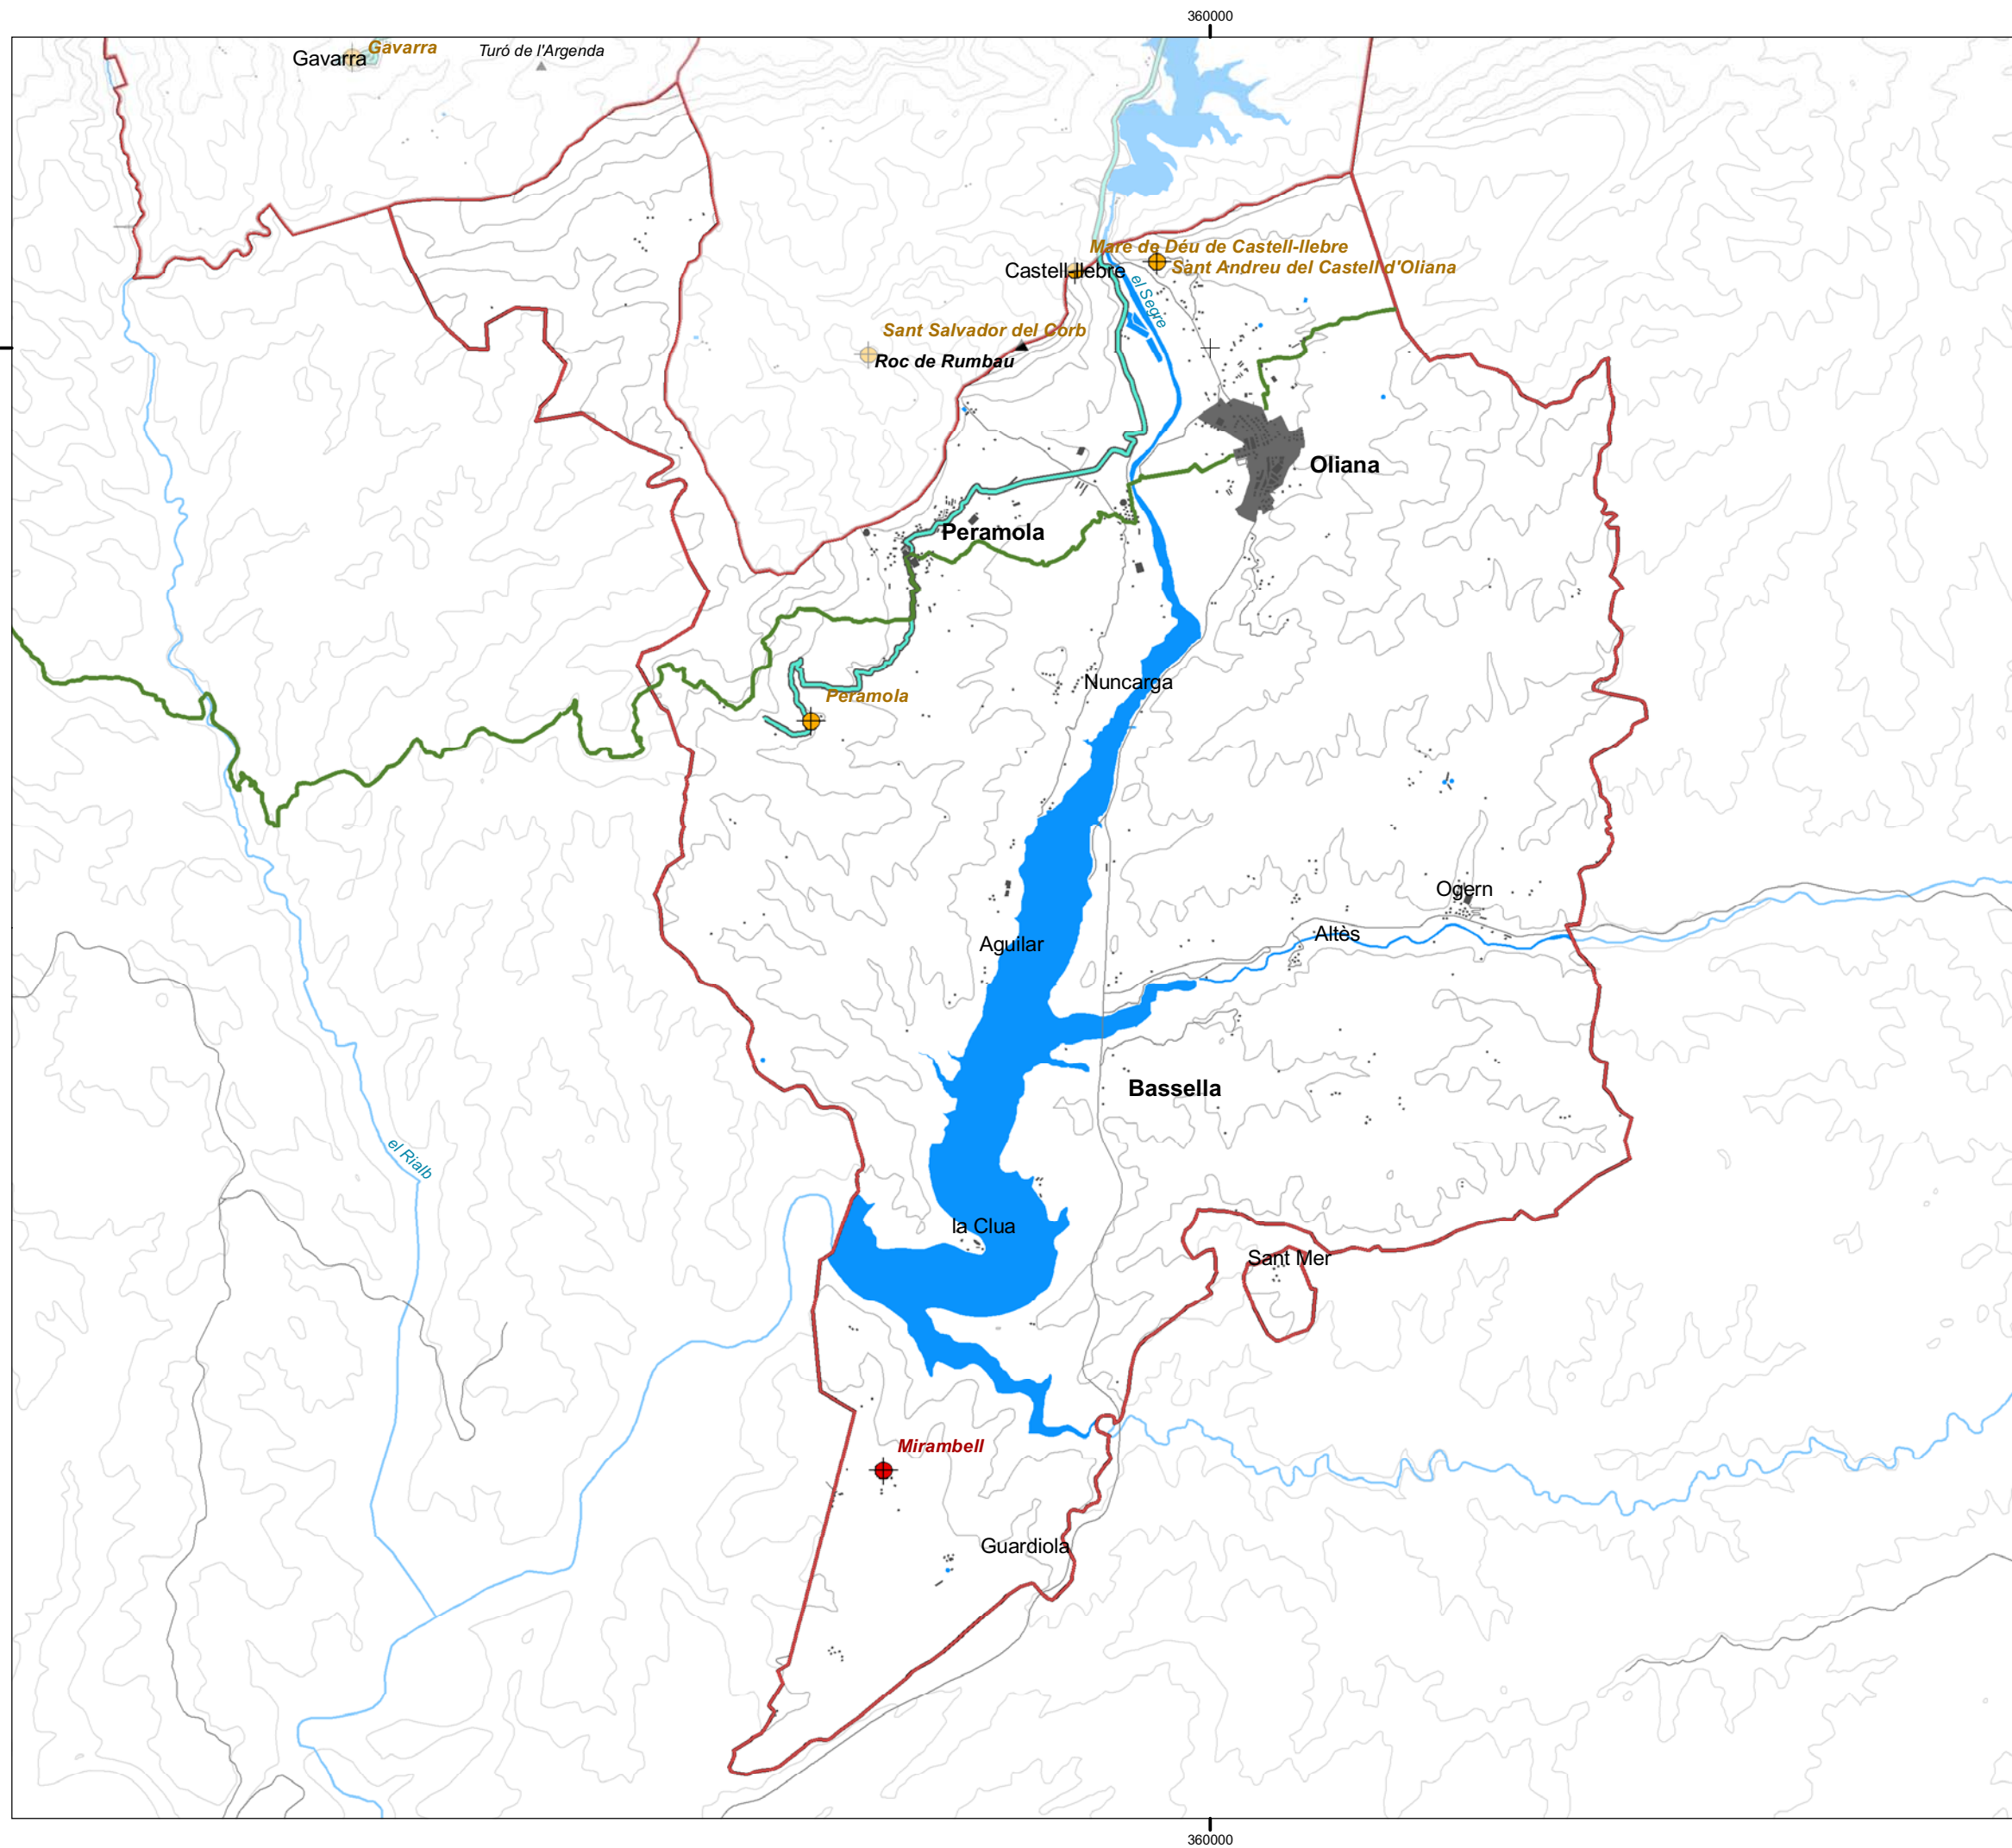 360000
Gavarra
Gavarra
Turó de l'Argenda
Mare de Déu de Castell-llebre
Castell-llebre
Sant Andreu del Castell d'Oliana
el Segre
Sant Salvador del Corb
Roc de Rumbau
Oliana
Peramola
Nuncarga
Peramola
Ogern
Altès
Aguilar
Bassella
el Rialb
la Clua
Sant Mer
Mirambell
Guardiola
360000